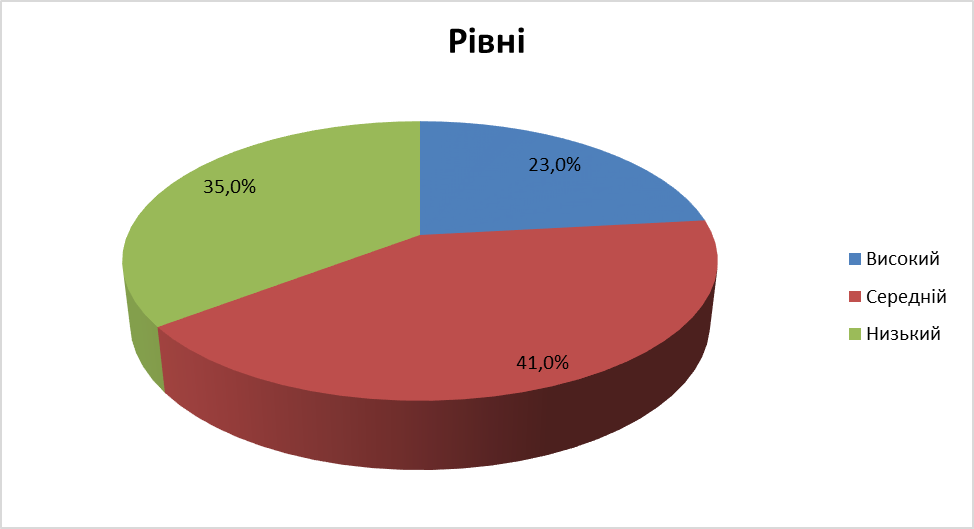 Рівні
23,0%
35,0%
41,0%
Високий
Середній
Низький